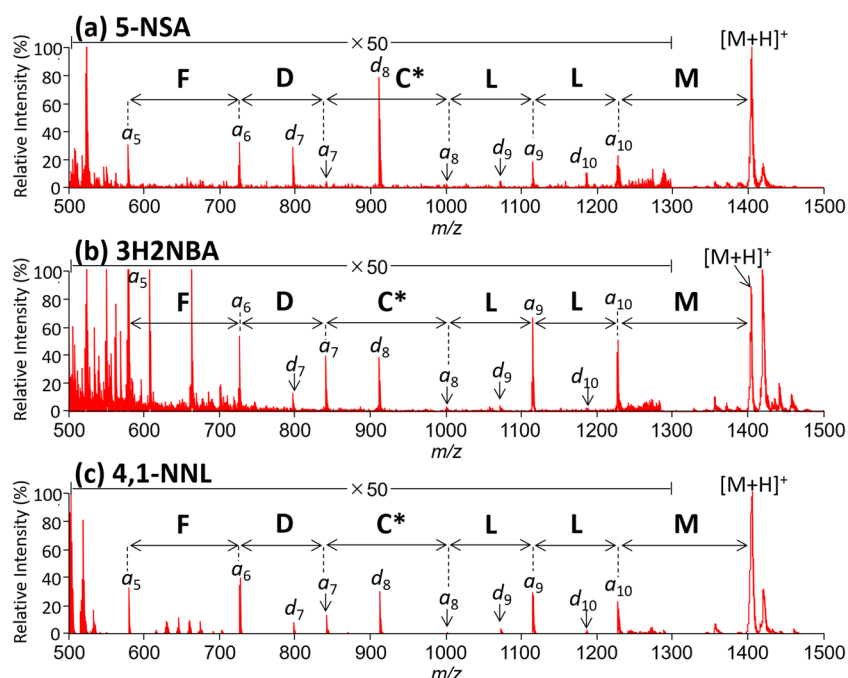 (a) 5-NSA
×50
[M+H]+
Relative Intensity (%)
100
80
60
40
20
0
F D C* L L M
a5 a6 d7 a7 d8 a8 d9 a9 d10 a10
500 600 700 800 900 1000 1100 1200 1300 1400 1500
m/z
(b) 3H2NBA
×50
[M+H]+
Relative Intensity (%)
100
80
60
40
20
0
F D C* L L M
a5 a6 d7 a7 d8 a8 d9 a9 d10 a10
500 600 700 800 900 1000 1100 1200 1300 1400 1500
m/z
(c) 4,1-NNL
×50
[M+H]+
Relative Intensity (%)
100
80
60
40
20
0
F D C* L L M
a5 a6 d7 a7 d8 a8 d9 a9 d10 a10
500 600 700 800 900 1000 1100 1200 1300 1400 1500
m/z